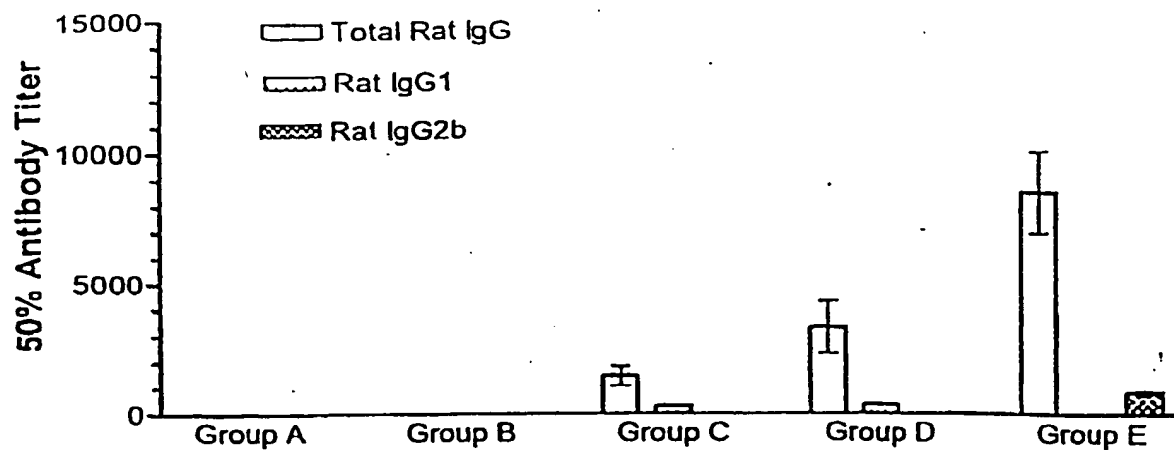 15000
10000
5000
0
50% Antibody Titer
Total Rat IgG
Rat IgG1
Rat IgG2b
Group A
Group B
Group C
Group D
Group E